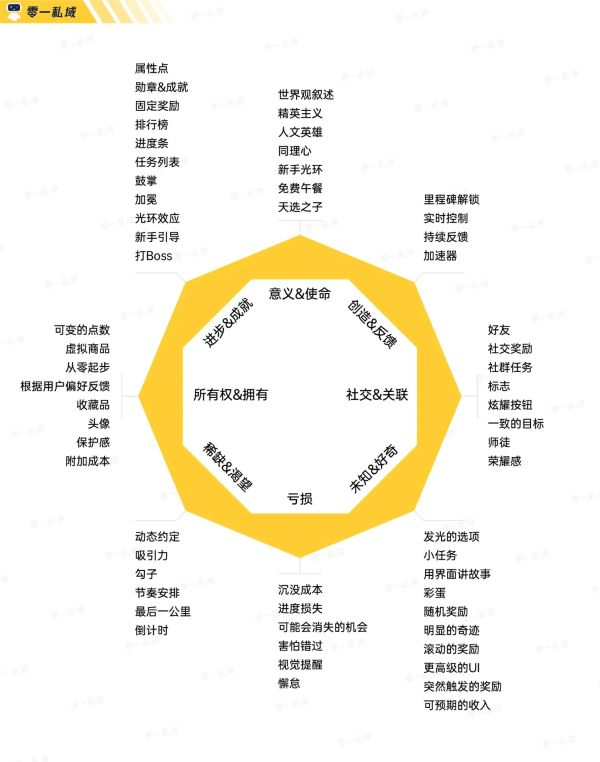 零一私域
属性点
勋章&成就
固定奖励
排行榜
进度条
任务列表
鼓掌
加冕
光环效应
新手引导
打Boss
世界观叙述
精英主义
人文英雄
同理心
新手光环
免费午餐
天选之子
里程碑解锁
实时控制
持续反馈
加速器
意义&使命
进步&成就
创造&反馈
所有权&拥有
社交&关联
稀缺&渴望
未知&好奇
亏损
可变的点数
虚拟商品
从零起步
根据用户偏好反馈
收藏品
头像
保护感
附加成本
好友
社交奖励
社群任务
标志
炫耀按钮
一致的目标
师徒
荣耀感
动态约定
吸引力
勾子
节奏安排
最后一公里
倒计时
沉没成本
进度损失
可能会消失的机会
害怕错过
视觉提醒
懈怠
发光的选项
小任务
用界面讲故事
彩蛋
随机奖励
明显的奇迹
滚动的奖励
更高级的UI
突然触发的奖励
可预期的收入